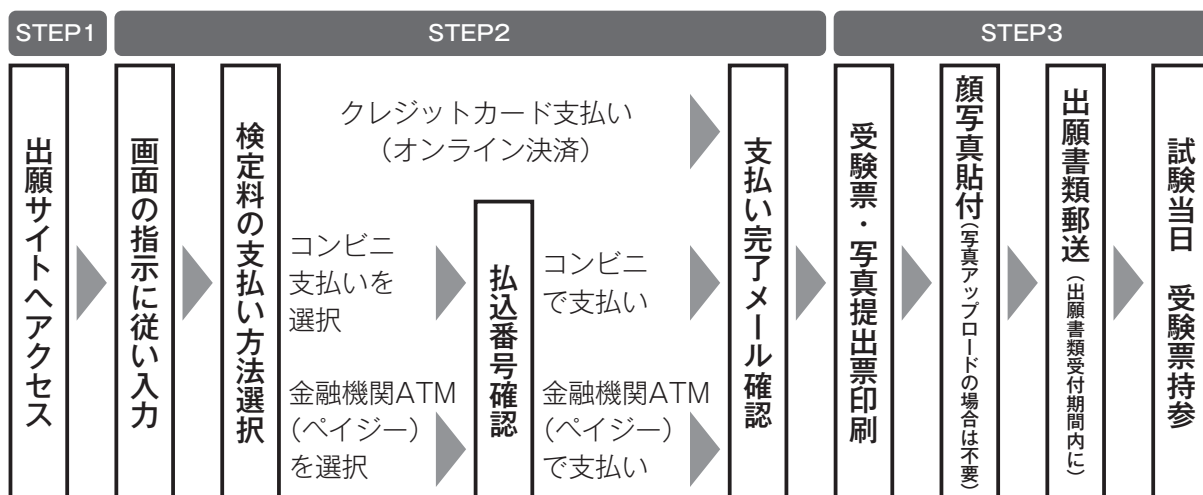 STEP1
STEP2
STEP3
出願サイトへアクセス
画面の指示に従い入力
検定料の支払い方法選択
クレジットカード支払い
（オンライン決済）
コンビニ
支払いを
選択
金融機関ATM
（ペイジー）
を選択
払込番号確認
コンビニ
で支払い
金融機関ATM
（ペイジー）
で支払い
支払い完了メール確認
受験票・写真提出票印刷
顔写真貼付（写真アップロードの場合は不要）
出願書類郵送（出願書類受付期間内に）
試験当日　受験票持参